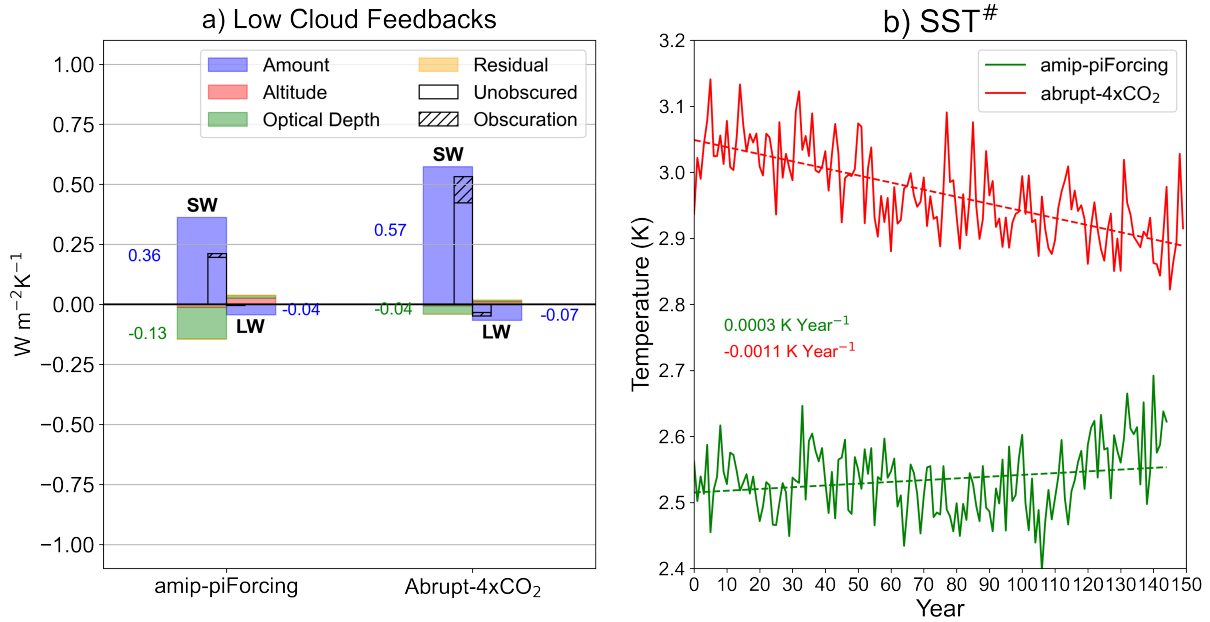 a) Low Cloud Feedbacks
W m⁻²K⁻¹
1.00
0.75
0.50
0.25
0.00
−0.25
−0.50
−0.75
−1.00
Amount
Altitude
Optical Depth
Residual
Unobscured
Obscuration
SW
0.36
-0.13
LW
-0.04
SW
0.57
-0.04
LW
-0.07
amip-piForcing
Abrupt-4xCO₂
b) SST#
Temperature (K)
3.2
3.1
3.0
2.9
2.8
2.7
2.6
2.5
2.4
amip-piForcing
abrupt-4xCO₂
0.0003 K Year⁻¹
-0.0011 K Year⁻¹
0 10 20 30 40 50 60 70 80 90 100 110 120 130 140 150
Year